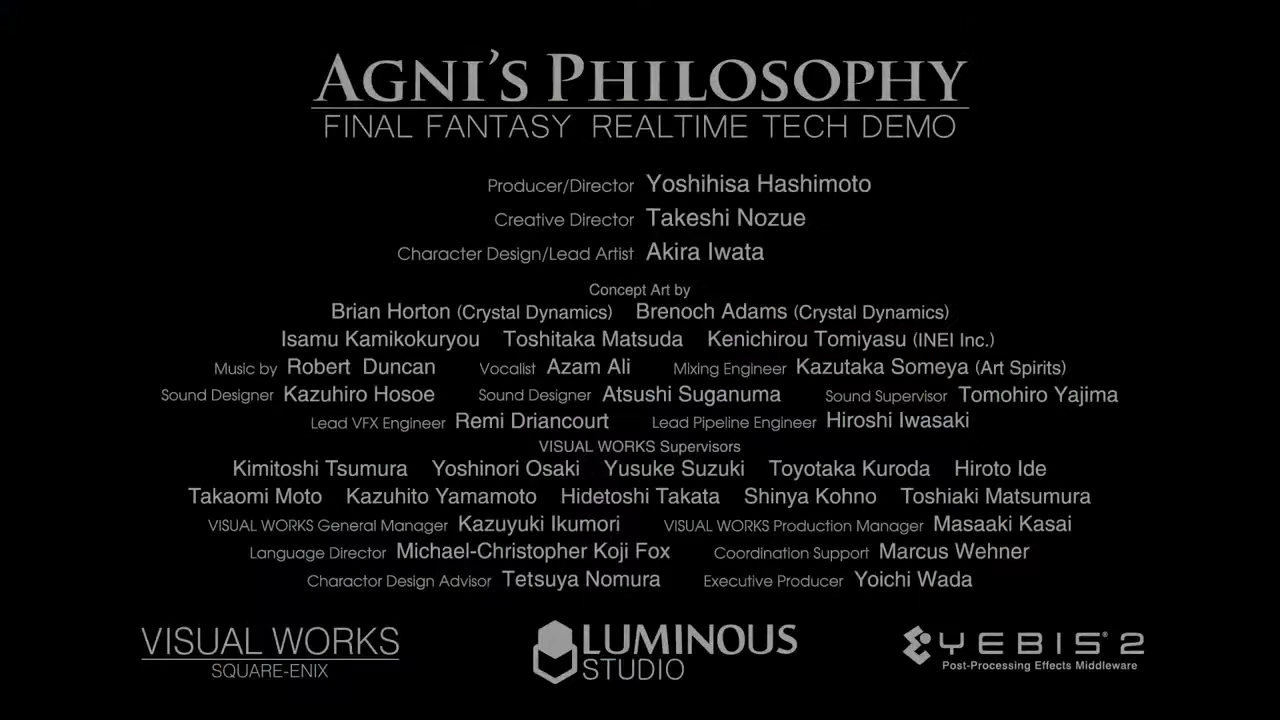 AGNI'S PHILOSOPHY
FINAL FANTASY REALTIME TECH DEMO
Producer/Director Yoshihisa Hashimoto
Creative Director Takeshi Nozue
Character Design/Lead Artist Akira Iwata
Concept Art by
Brian Horton (Crystal Dynamics) Brenoch Adams (Crystal Dynamics)
Isamu Kamikokuryou Toshitaka Matsuda Kenichirou Tomiyasu (INEI Inc.)
Music by Robert Duncan Vocalist Azam Ali Mixing Engineer Kazutaka Someya (Art Spirits)
Sound Designer Kazuhiro Hosoe Sound Designer Atsushi Suganuma Sound Supervisor Tomohiro Yajima
Lead VFX Engineer Remi Driancourt Lead Pipeline Engineer Hiroshi Iwasaki
VISUAL WORKS Supervisors
Kimitoshi Tsumura Yoshinori Osaki Yusuke Suzuki Toyotaka Kuroda Hiroto Ide
Takaomi Moto Kazuhito Yamamoto Hidetoshi Takata Shinya Kohno Toshiaki Matsumura
VISUAL WORKS General Manager Kazuyuki Ikumori VISUAL WORKS Production Manager Masaaki Kasai
Language Director Michael-Christopher Koji Fox Coordination Support Marcus Wehner
Charactor Design Advisor Tetsuya Nomura Executive Producer Yoichi Wada
VISUAL WORKS
SQUARE-ENIX
LUMINOUS
STUDIO
YEBIS® 2
Post-Processing Effects Middleware